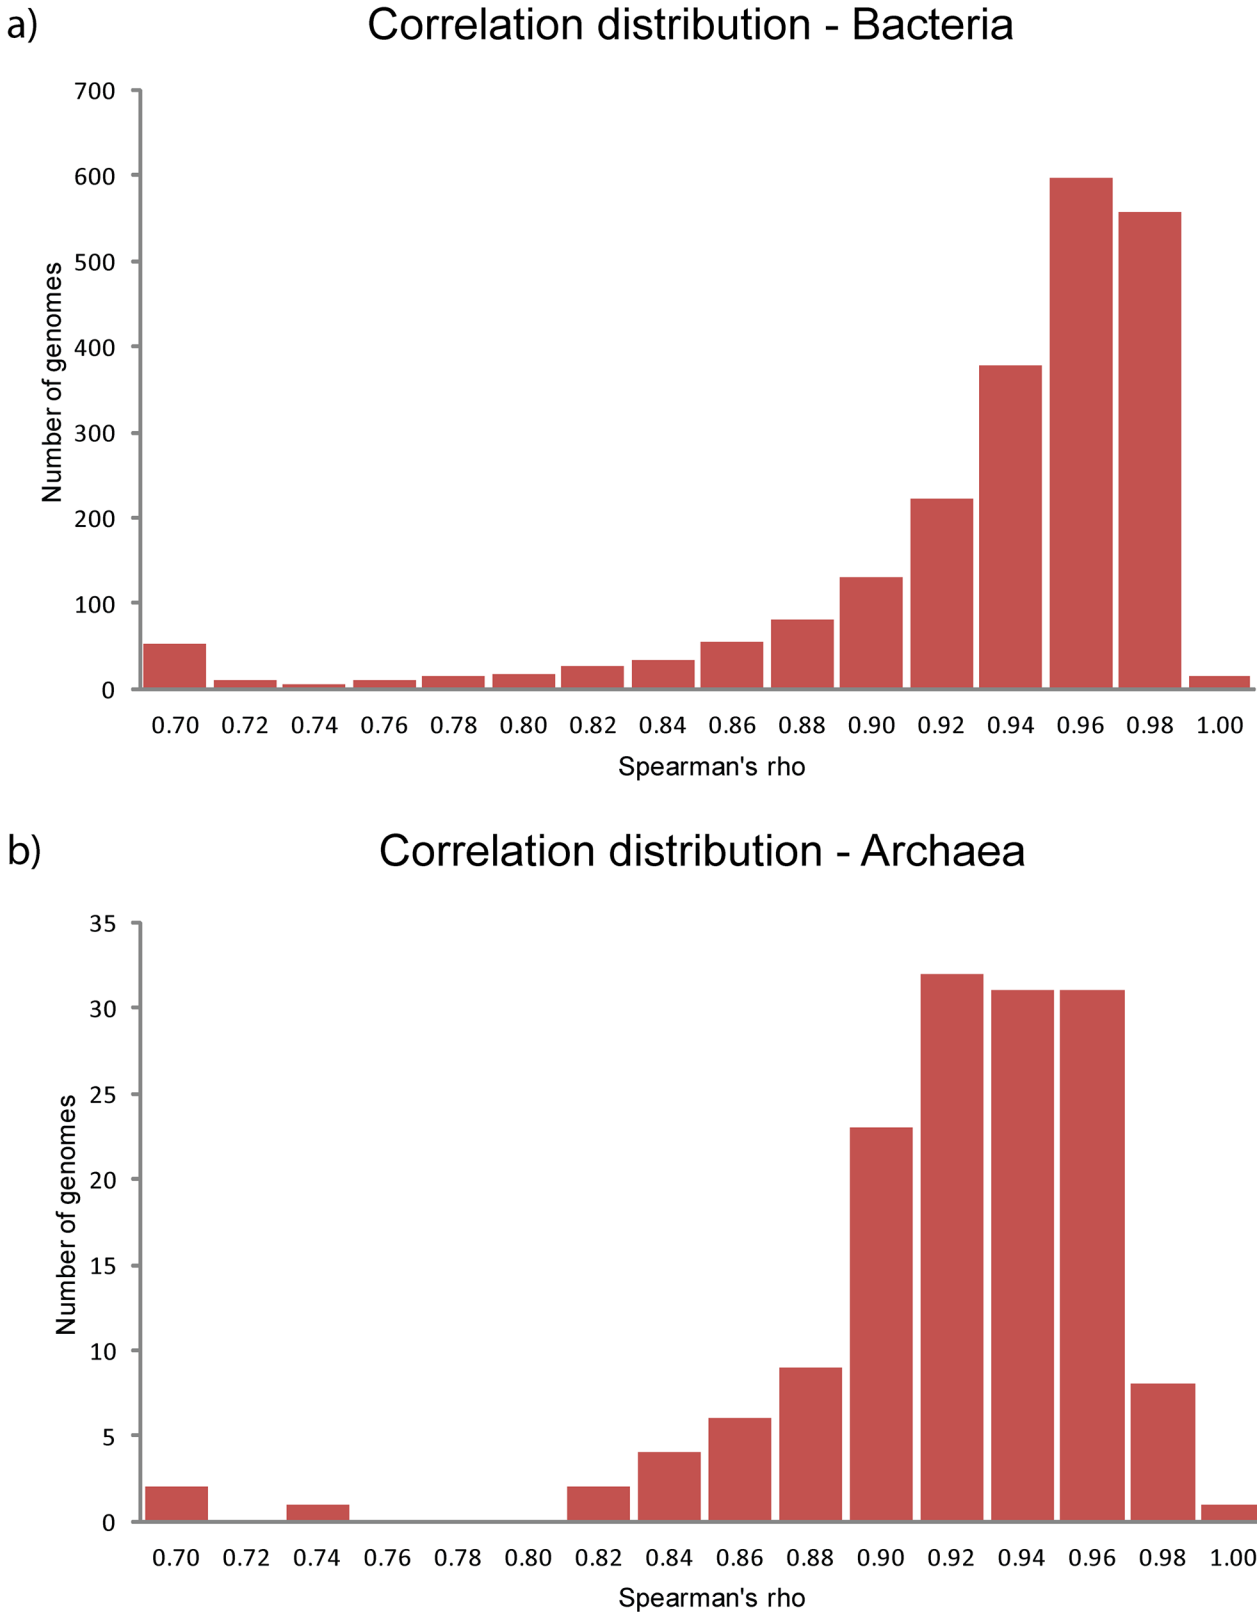 a)
Correlation distribution - Bacteria
700
600
500
400
300
200
100
0
Number of genomes
0.70 0.72 0.74 0.76 0.78 0.80 0.82 0.84 0.86 0.88 0.90 0.92 0.94 0.96 0.98 1.00
Spearman's rho
b)
Correlation distribution - Archaea
35
30
25
20
15
10
5
0
Number of genomes
0.70 0.72 0.74 0.76 0.78 0.80 0.82 0.84 0.86 0.88 0.90 0.92 0.94 0.96 0.98 1.00
Spearman's rho